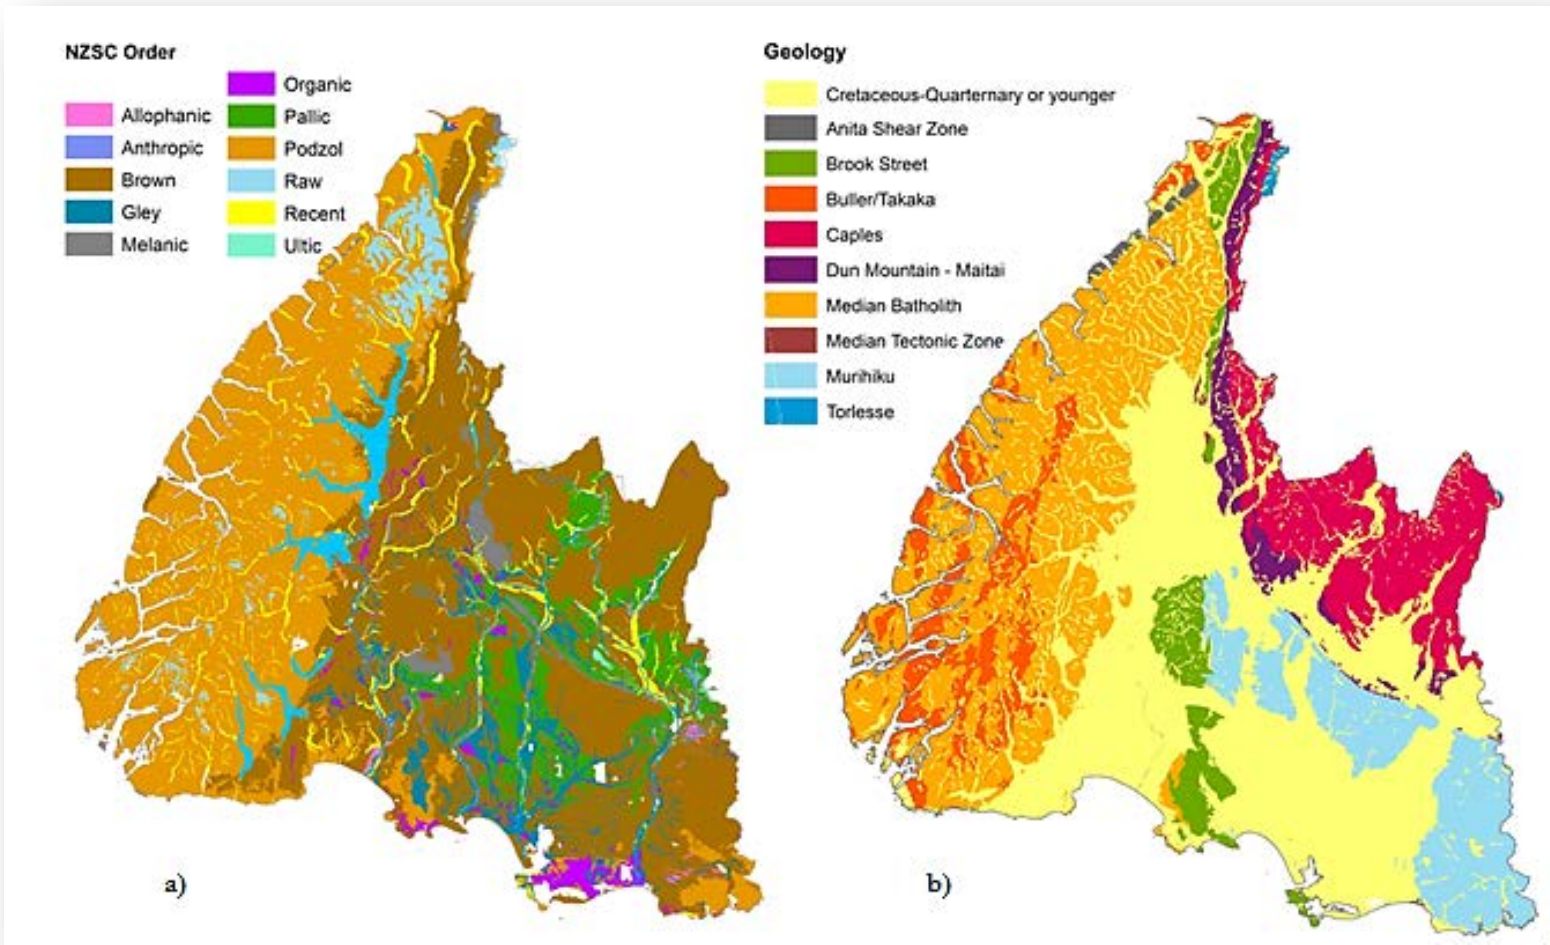 NZSC Order
Allophanic
Anthropic
Brown
Gley
Melanic
Organic
Pallic
Podzol
Raw
Recent
Ultic
a)
Geology
Cretaceous-Quarternary or younger
Anita Shear Zone
Brook Street
Buller/Takaka
Caples
Dun Mountain - Maitai
Median Batholith
Median Tectonic Zone
Murihiku
Torlesse
b)